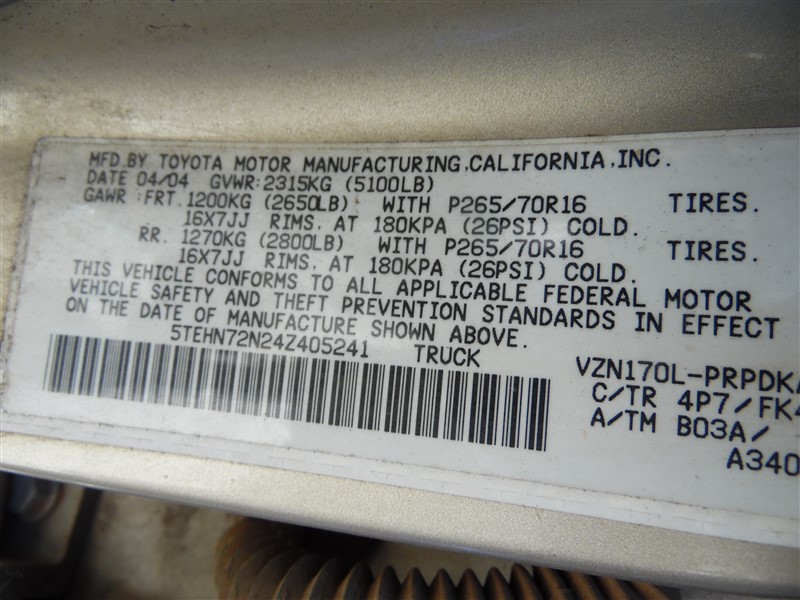 MFD.BY TOYOTA MOTOR MANUFACTURING,CALIFORNIA.,INC.
DATE 04/04 GVWR:2315KG (5100LB)
GAWR :FRT.1200KG (2650LB) WITH P265/70R16 TIRES.
16X7JJ RIMS, AT 180KPA (26PSI) COLD.
RR. 1270KG (2800LB) WITH P265/70R16 TIRES.
16X7JJ RIMS, AT 180KPA (26PSI) COLD.
THIS VEHICLE CONFORMS TO ALL APPLICABLE FEDERAL MOTOR
VEHICLE SAFETY AND THEFT PREVENTION STANDARDS IN EFFECT
ON THE DATE OF MANUFACTURE SHOWN ABOVE.
5TEHN72N24Z405241 TRUCK
VZN170L-PRPDKA
C/TR 4P7/FK4
A/TM B03A/
A340